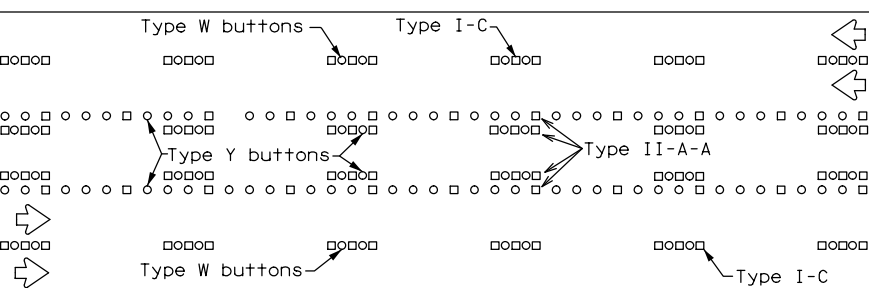 Type W buttons
Type I-C
Type Y buttons
Type II-A-A
Type W buttons
Type I-C